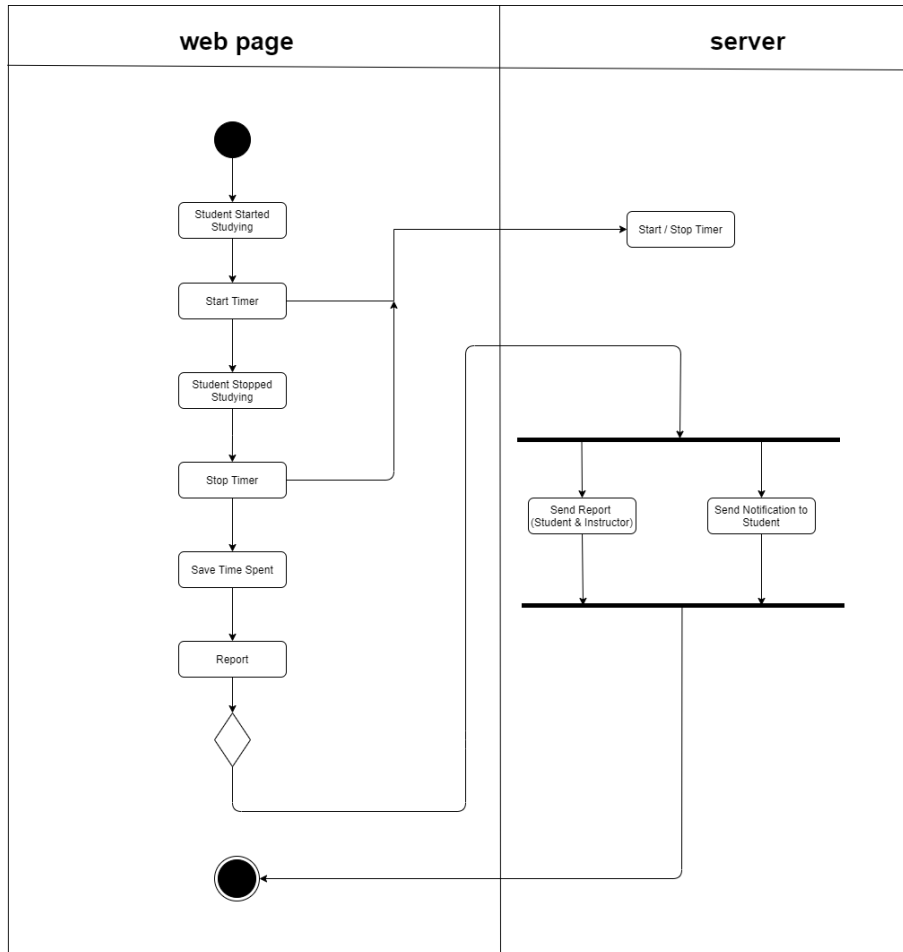 web page
server
Student Started
Studying
Start / Stop Timer
Start Timer
Student Stopped
Studying
Stop Timer
Send Report
(Student & Instructor)
Send Notification to
Student
Save Time Spent
Report